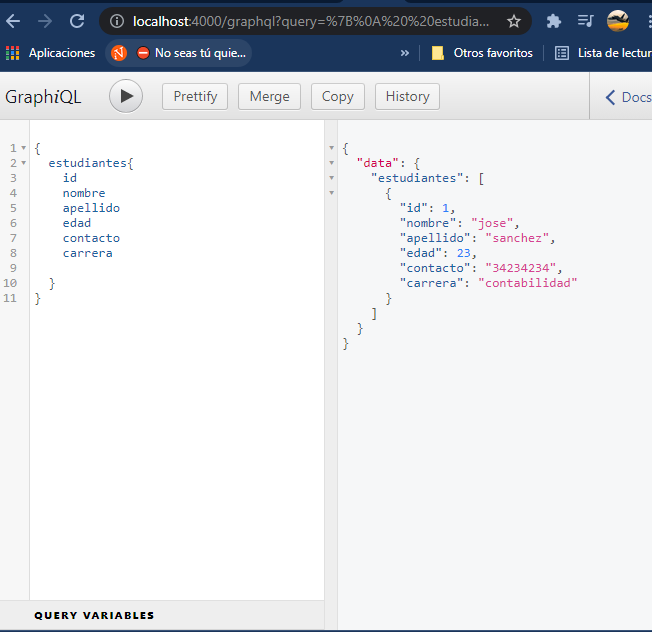 localhost:4000/graphql?query=%7B%0A%20%20estudia...
Aplicaciones No seas tú quie... » Otros favoritos Lista de lectur
GraphiQL Prettify Merge Copy History Docs
1 {
2 estudiantes{
3 id
4 nombre
5 apellido
6 edad
7 contacto
8 carrera
9
10 }
11 }
{
"data": {
"estudiantes": [
{
"id": 1,
"nombre": "jose",
"apellido": "sanchez",
"edad": 23,
"contacto": "34234234",
"carrera": "contabilidad"
}
]
}
}
QUERY VARIABLES